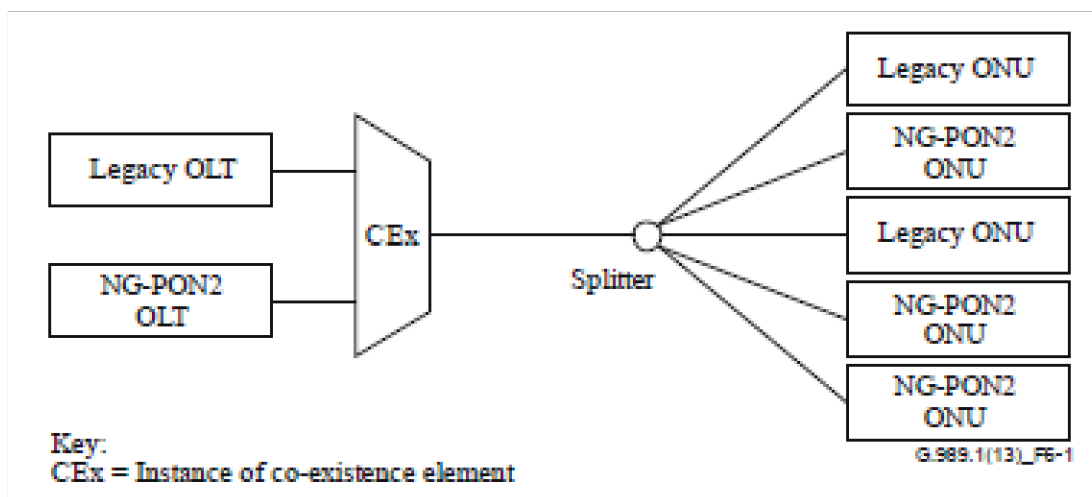 Legacy OLT
NG-PON2
OLT
CEx
Splitter
Legacy ONU
NG-PON2
ONU
Legacy ONU
NG-PON2
ONU
NG-PON2
ONU
Key:
CEx = Instance of co-existence element
G.989.1(13)_F6-1